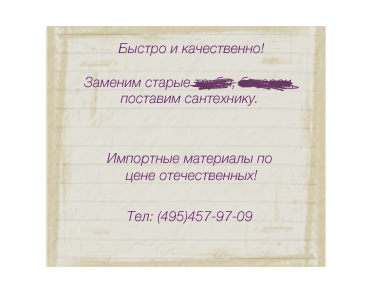 Быстро и качественно!
Заменим старые
поставим сантехнику.
Импортные материалы по
цене отечественных!
Тел: (495)457-97-09